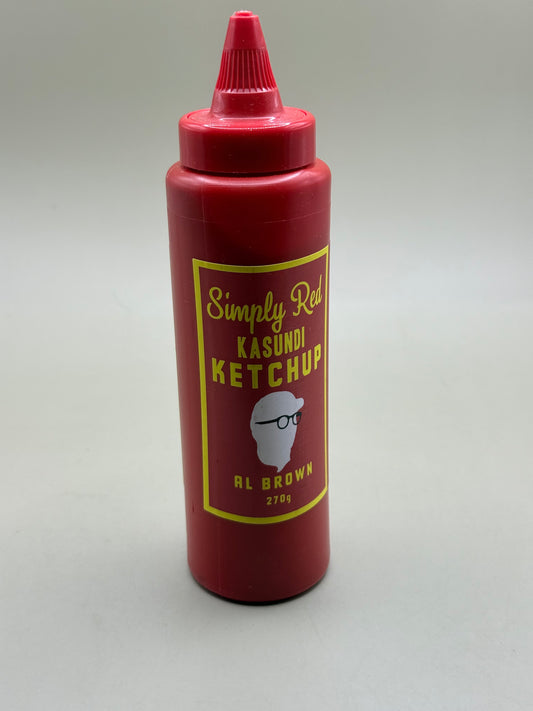 Simply Red
KASUNDI
KETCHUP
AL BROWN
270g